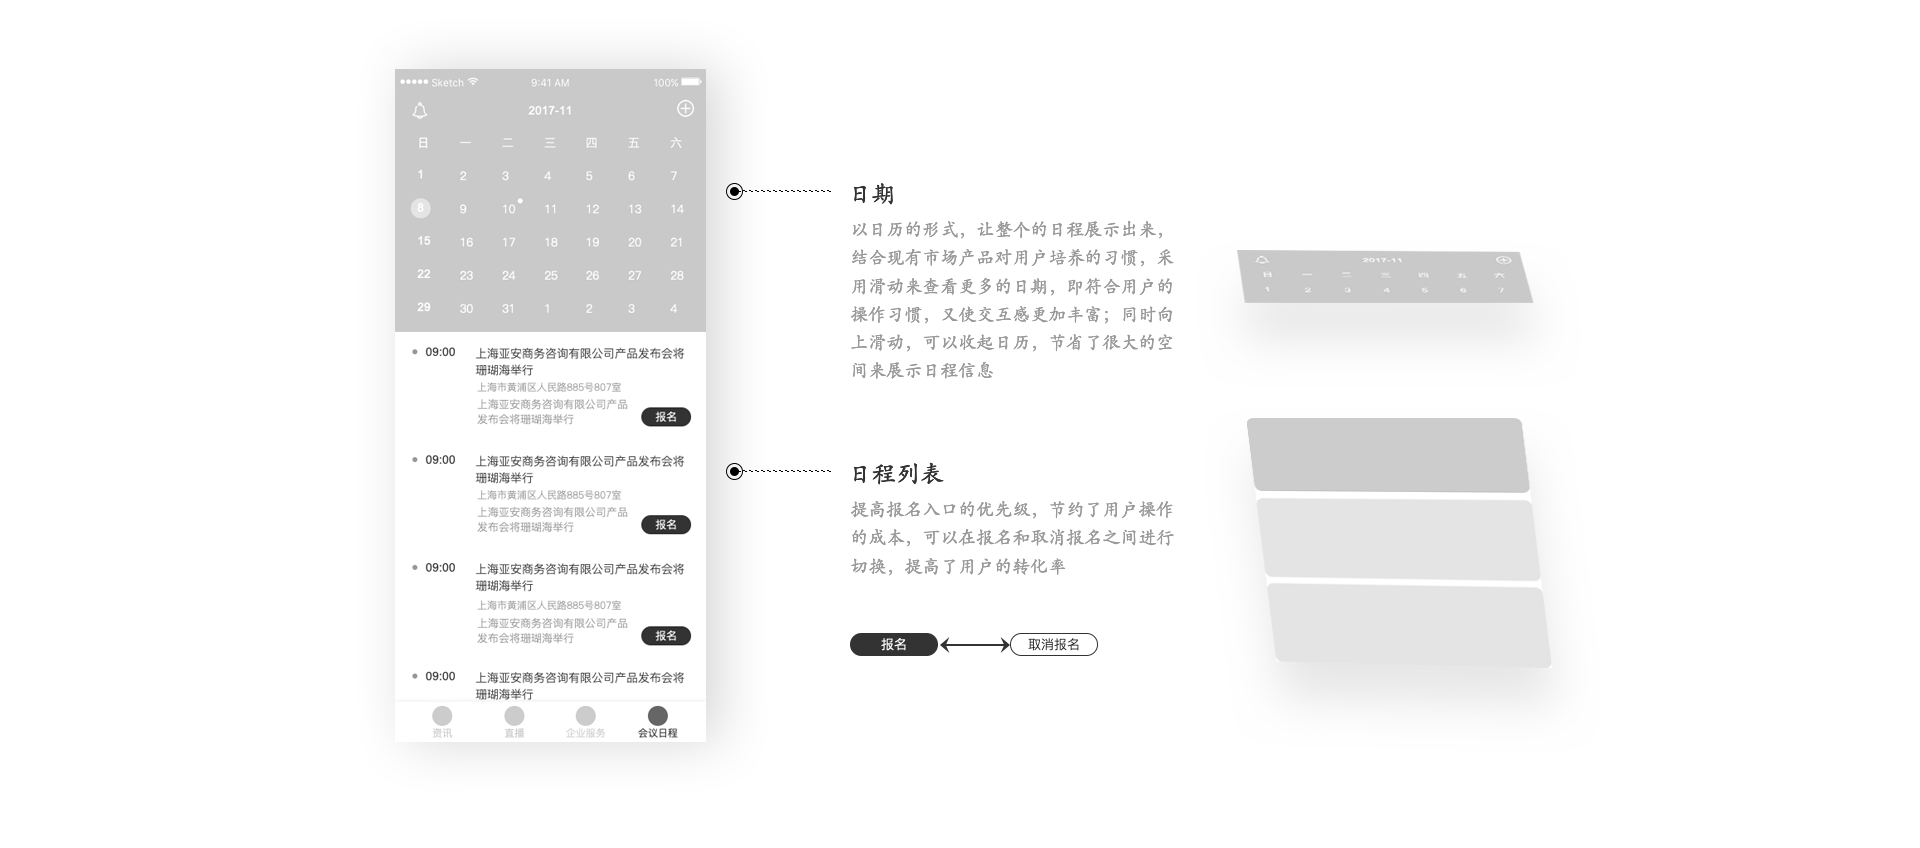 Sketch 9:41 AM 100%
2017-11
日 一 二 三 四 五 六
1 2 3 4 5 6 7
8 9 10 11 12 13 14
15 16 17 18 19 20 21
22 23 24 25 26 27 28
29 30 31 1 2 3 4
09:00 上海亚安商务咨询有限公司产品发布会将
珊瑚海举行
上海市黄浦区人民路885号807室
上海亚安商务咨询有限公司产品
发布会将珊瑚海举行
报名
09:00 上海亚安商务咨询有限公司产品发布会将
珊瑚海举行
上海市黄浦区人民路885号807室
上海亚安商务咨询有限公司产品
发布会将珊瑚海举行
报名
09:00 上海亚安商务咨询有限公司产品发布会将
珊瑚海举行
上海市黄浦区人民路885号807室
上海亚安商务咨询有限公司产品
发布会将珊瑚海举行
报名
09:00 上海亚安商务咨询有限公司产品发布会将
珊瑚海举行
资讯 直播 企业服务 会议日程
日期
以日历的形式，让整个的日程展示出来，
结合现有市场产品对用户培养的习惯，采
用滑动来查看更多的日期，即符合用户的
操作习惯，又使交互感更加丰富；同时向
上滑动，可以收起日历，节省了很大的空
间来展示日程信息
日程列表
提高报名入口的优先级，节约了用户操作
的成本，可以在报名和取消报名之间进行
切换，提高了用户的转化率
报名 取消报名
2017-11
日 一 二 三 四 五 六
1 2 3 4 5 6 7